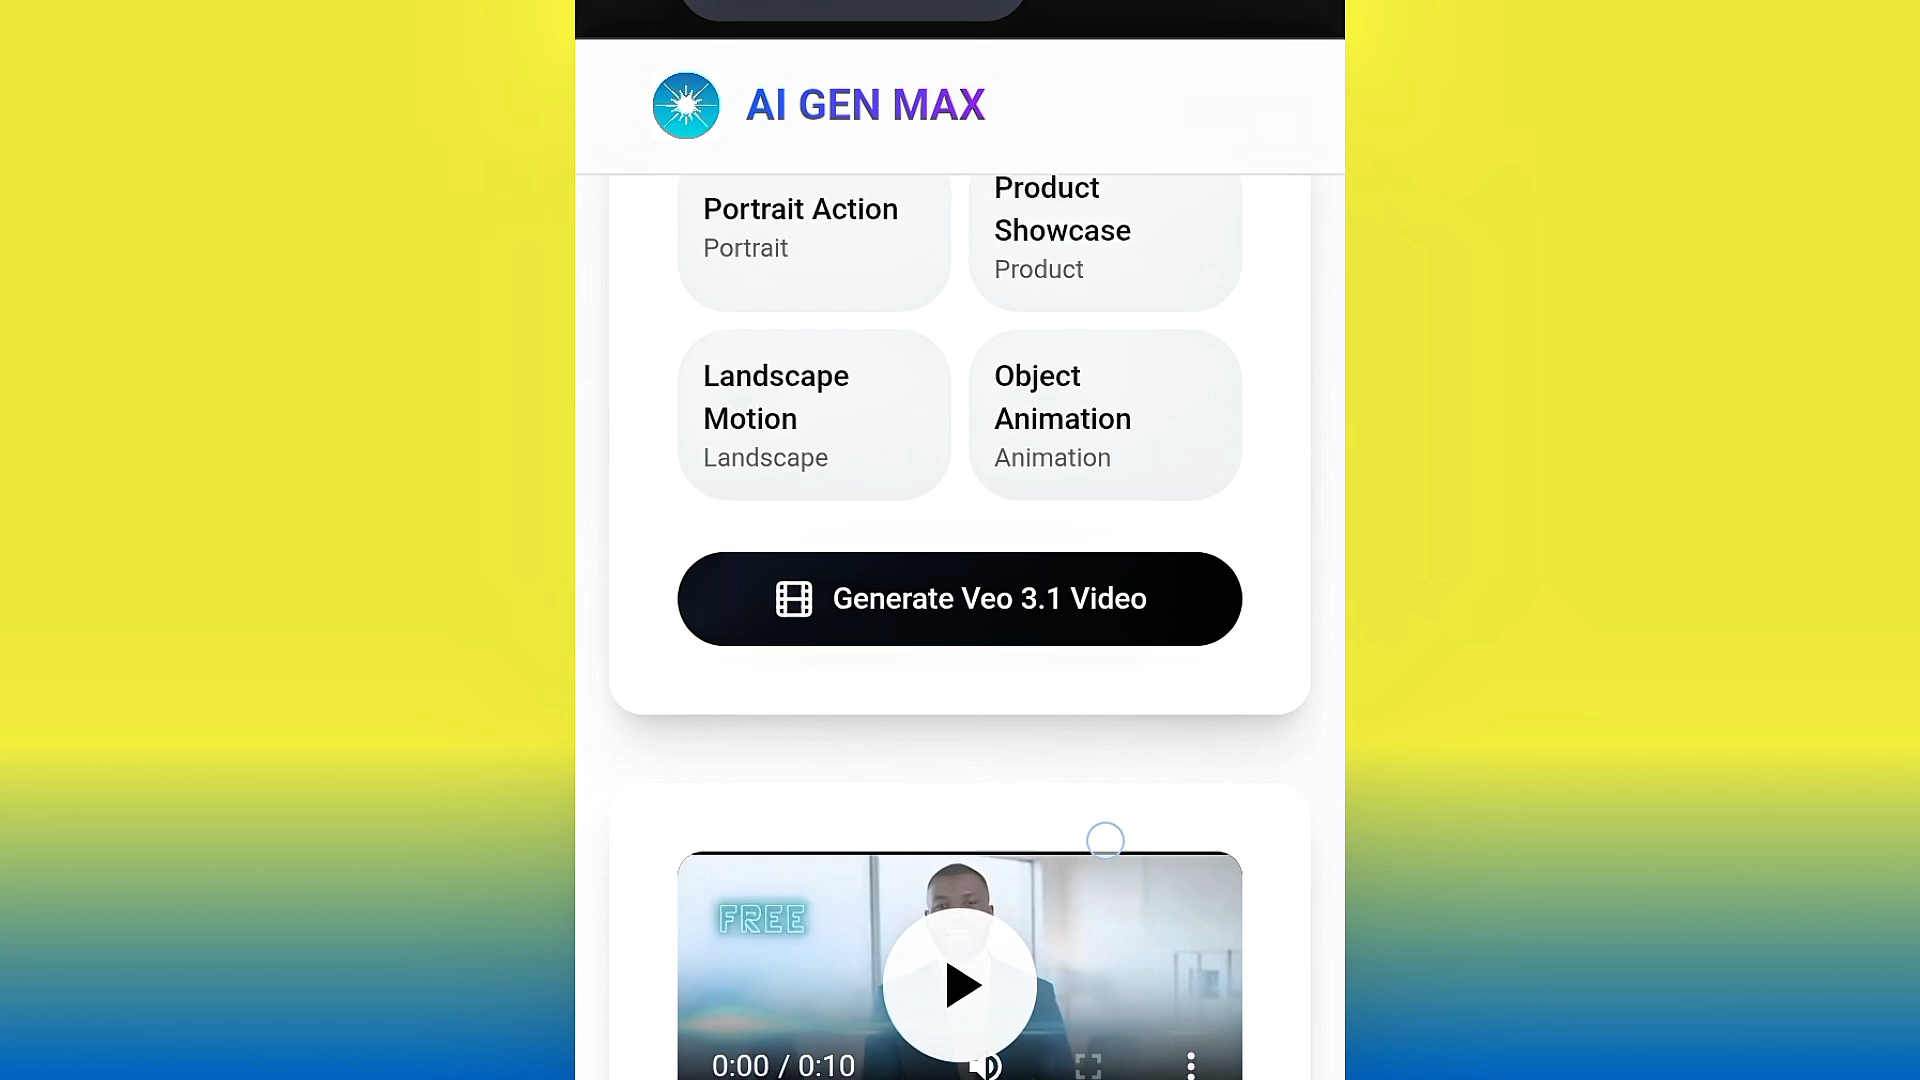 AI GEN MAX
Portrait Action
Portrait
Product
Showcase
Product
Landscape
Motion
Landscape
Object
Animation
Animation
Generate Veo 3.1 Video
FREE
0:00 / 0:10